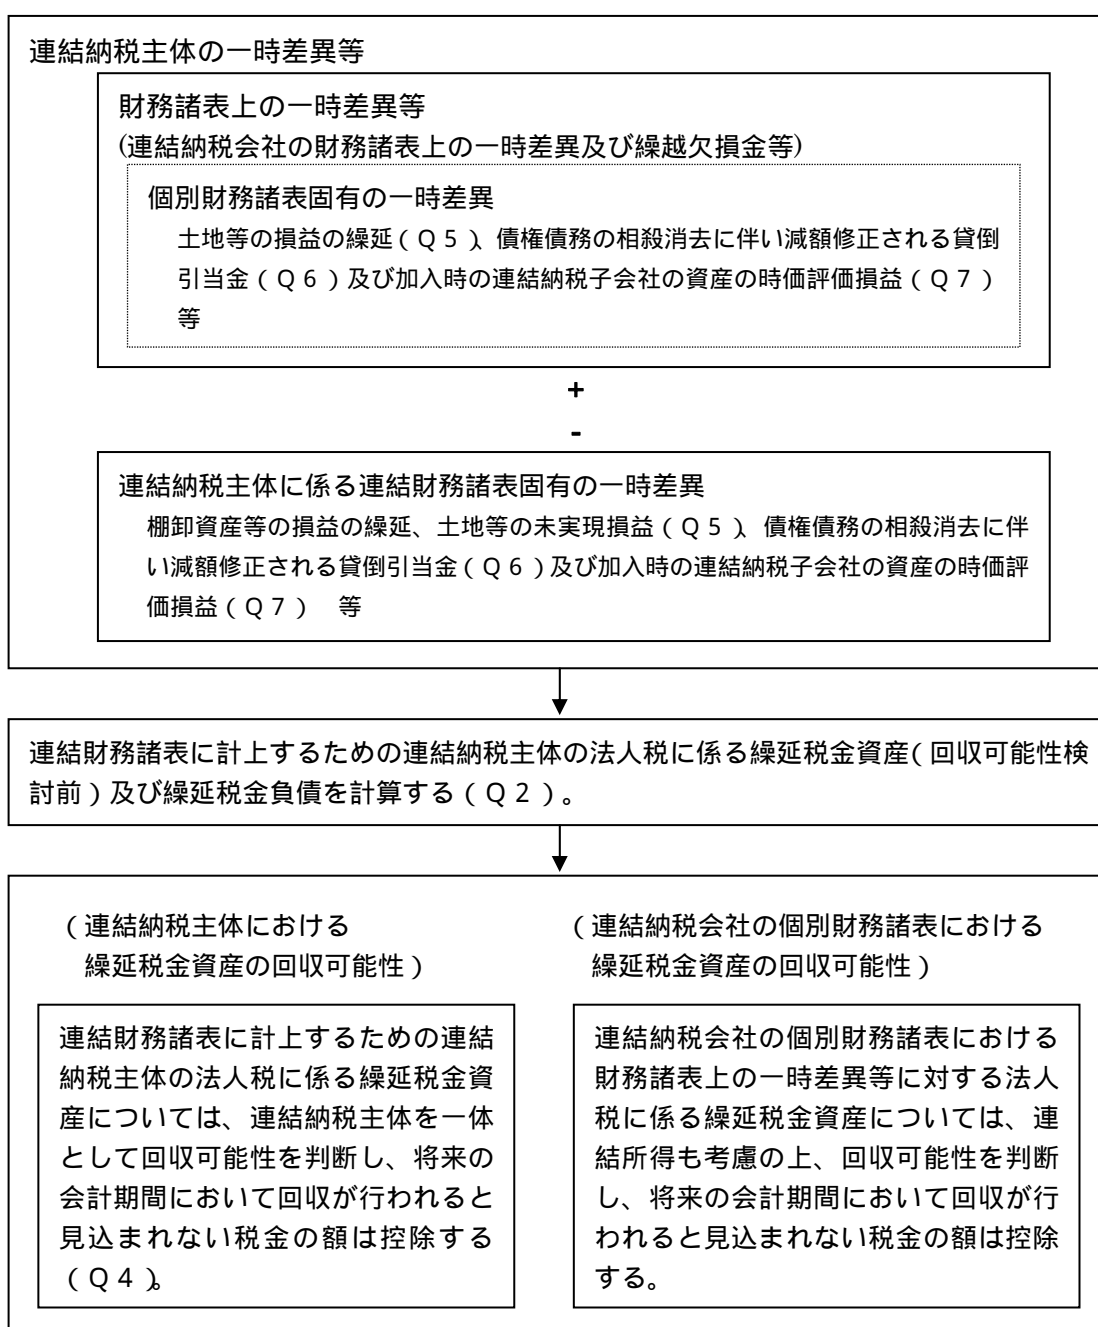 連結納税主体の一時差異等
財務諸表上の一時差異等
(連結納税会社の財務諸表上の一時差異及び繰越欠損金等)
個別財務諸表固有の一時差異
土地等の損益の繰延(Q5)、債権債務の相殺消去に伴い減額修正される貸倒
引当金(Q6)及び加入時の連結納税子会社の資産の時価評価損益(Q7)
等
+
-
連結納税主体に係る連結財務諸表固有の一時差異
棚卸資産等の損益の繰延、土地等の未実現損益(Q5)、債権債務の相殺消去に伴
い減額修正される貸倒引当金(Q6)及び加入時の連結納税子会社の資産の時価評
価損益(Q7) 等
連結財務諸表に計上するための連結納税主体の法人税に係る繰延税金資産(回収可能性検
討前)及び繰延税金負債を計算する(Q2)。
(連結納税主体における
繰延税金資産の回収可能性)
連結財務諸表に計上するための連結
納税主体の法人税に係る繰延税金資
産については、連結納税主体を一体
として回収可能性を判断し、将来の
会計期間において回収が行われると
見込まれない税金の額は控除する
(Q4)。
(連結納税会社の個別財務諸表における
繰延税金資産の回収可能性)
連結納税会社の個別財務諸表における
財務諸表上の一時差異等に対する法人
税に係る繰延税金資産については、連
結所得も考慮の上、回収可能性を判断
し、将来の会計期間において回収が行
われると見込まれない税金の額は控除
する。